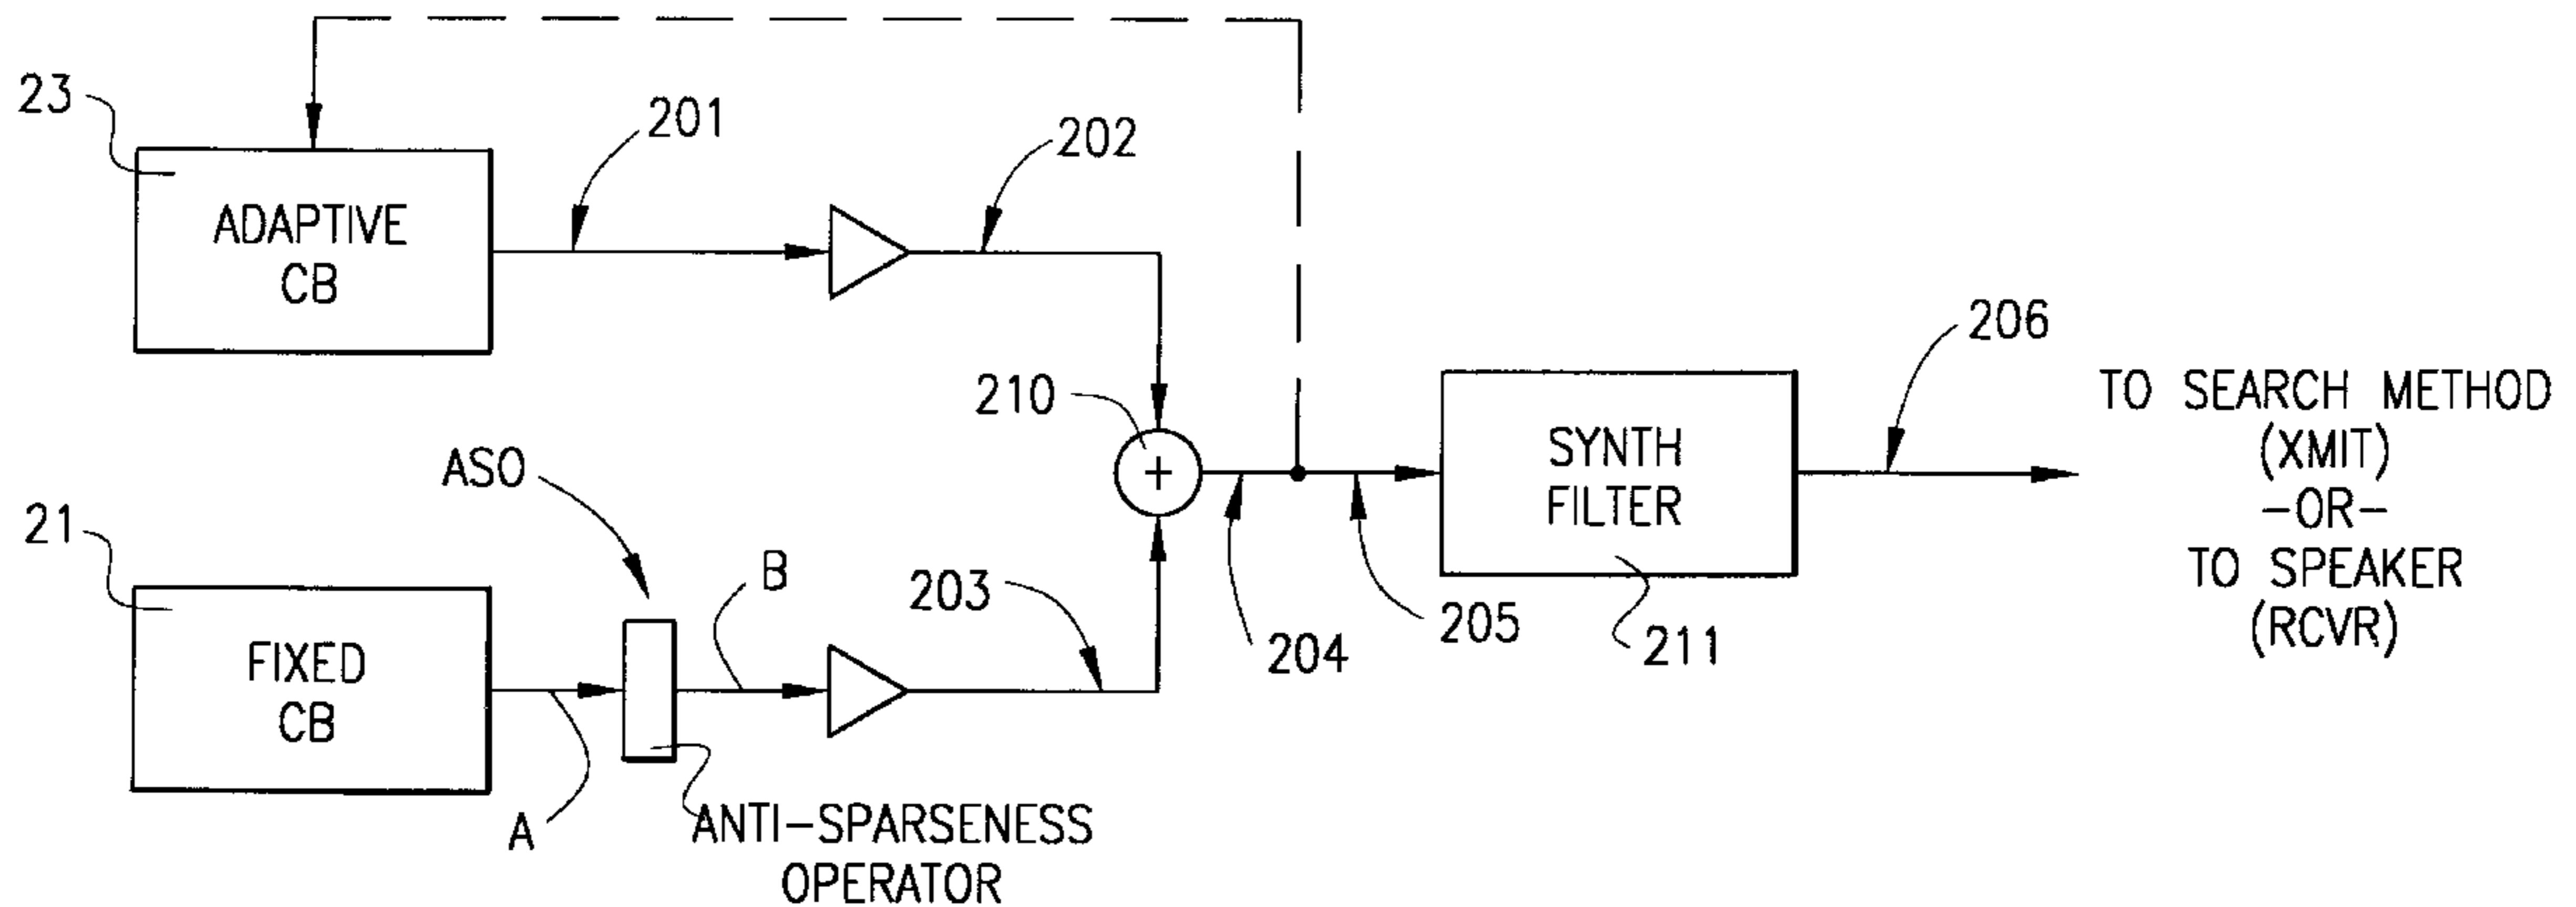 23
201
202
ADAPTIVE
CB
206
210
TO SEARCH METHOD
(XMIT)
-OR-
TO SPEAKER
(RCVR)
+
SYNTH
FILTER
ASO
21
B
203
204
205
211
FIXED
CB
A
ANTI-SPARSENESS
OPERATOR